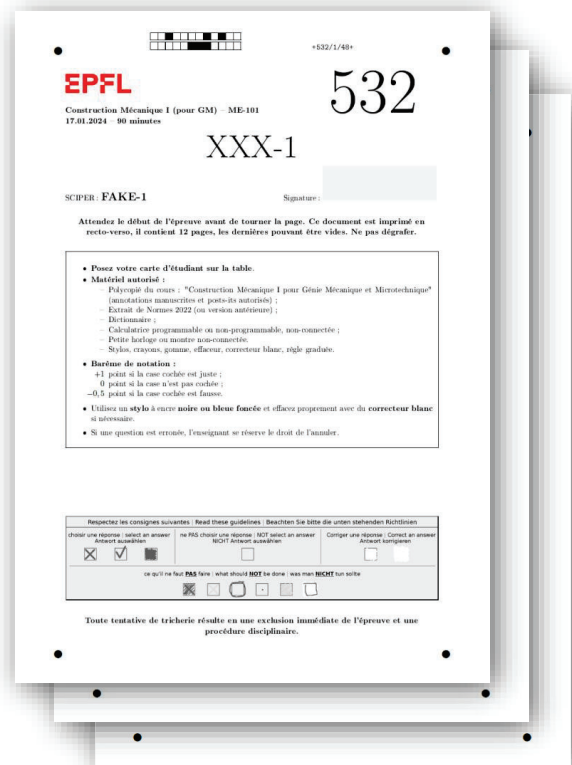 +532/1/48+
EPFL
532
Construction Mécanique I (pour GM) – ME-101
17.01.2024 – 90 minutes
XXX-1
SCIPER : FAKE-1 Signature :
Attendez le début de l'épreuve avant de tourner la page. Ce document est imprimé en
recto-verso, il contient 12 pages, les dernières pouvant être vides. Ne pas dégrafer.
• Posez votre carte d'étudiant sur la table.
• Matériel autorisé :
– Polycopié du cours : "Construction Mécanique I pour Génie Mécanique et Microtechnique"
(annotations manuscrites et posts-its autorisés) ;
– Extrait de Normes 2022 (ou version antérieure) ;
– Dictionnaire ;
– Calculatrice programmable ou non-programmable, non-connectée ;
– Petite horloge ou montre non-connectée.
– Stylos, crayons, gomme, effaceur, correcteur blanc, règle graduée.
• Barème de notation :
+1 point si la case cochée est juste ;
0 point si la case n'est pas cochée ;
−0,5 point si la case cochée est fausse.
• Utilisez un stylo à encre noire ou bleue foncée et effacez proprement avec du correcteur blanc
si nécessaire.
• Si une question est erronée, l'enseignant se réserve le droit de l'annuler.
Respectez les consignes suivantes | Read these guidelines | Beachten Sie bitte die unten stehenden Richtlinien
choisir une réponse | select an answer
Antwort auswählen
ne PAS choisir une réponse | NOT select an answer
NICHT Antwort auswählen
Corriger une réponse | Correct an answer
Antwort korrigieren
ce qu'il ne faut PAS faire | what should NOT be done | was man NICHT tun sollte
Toute tentative de tricherie résulte en une exclusion immédiate de l'épreuve et une
procédure disciplinaire.